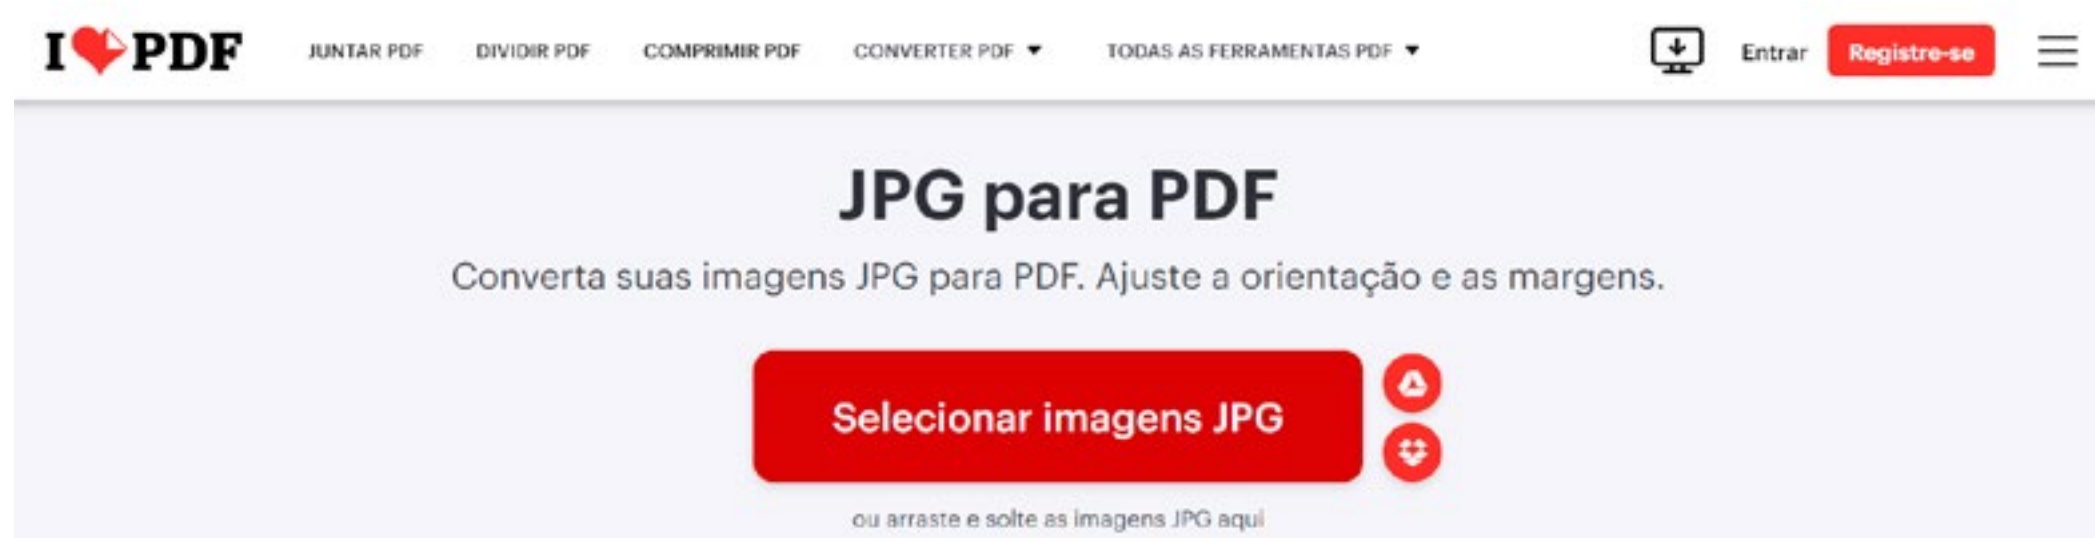 I PDF
JUNTAR PDF DIVIDIR PDF COMPRIMIR PDF CONVERTER PDF TODAS AS FERRAMENTAS PDF Entrar Registre-se
JPG para PDF
Converta suas imagens JPG para PDF. Ajuste a orientação e as margens.
Selecionar imagens JPG
ou arraste e solte as imagens JPG aqui